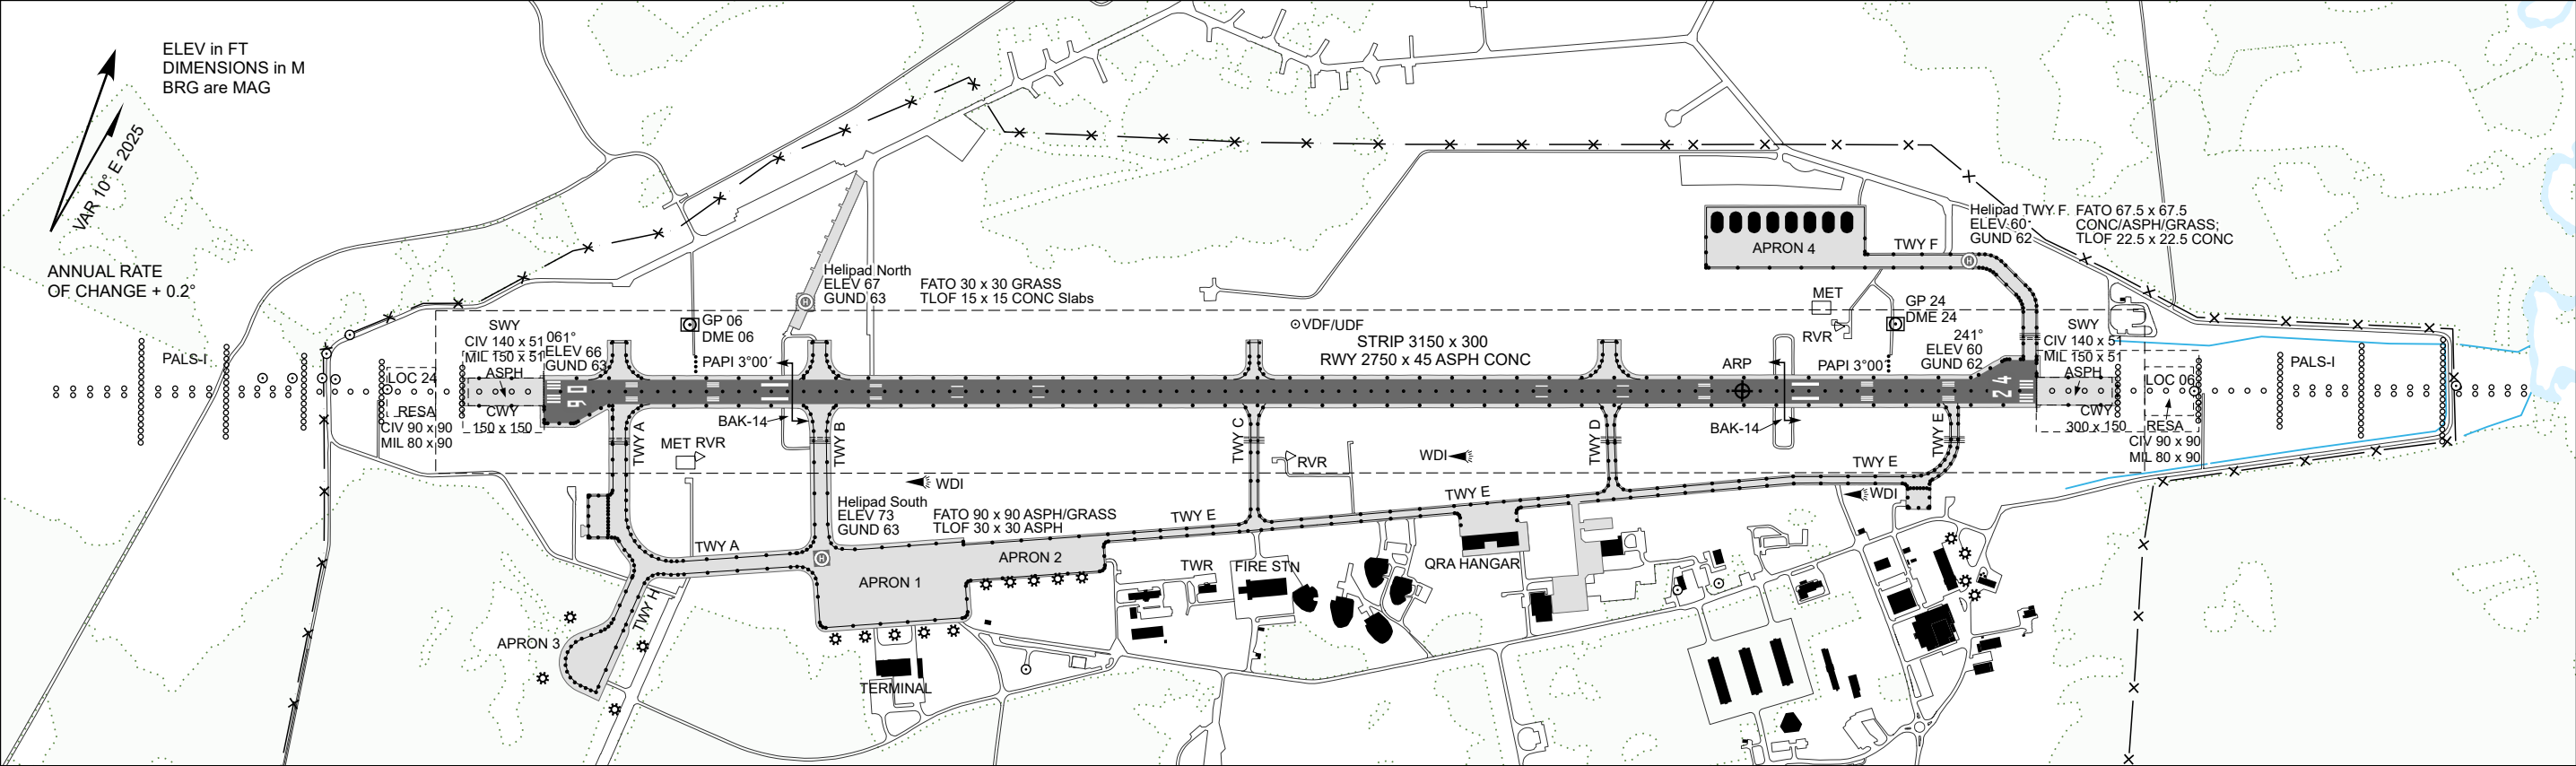 ELEV in FT
DIMENSIONS in M
BRG are MAG
VAR 10° E 2025
ANNUAL RATE
OF CHANGE + 0.2°
PALS-I
LOC 24
RESA
CIV 90 x 90
MIL 80 x 90
SWY
CIV 140 x 51
MIL 150 x 51
ASPH
CWY
150 x 150
061°
ELEV 66
GUND 63
06
GP 06
DME 06
PAPI 3°00'
BAK-14
Helipad North
ELEV 67
GUND 63
FATO 30 x 30 GRASS
TLOF 15 x 15 CONC Slabs
H
TWY A
MET
RVR
TWY B
WDI
Helipad South
ELEV 73
GUND 63
FATO 90 x 90 ASPH/GRASS
TLOF 30 x 30 ASPH
H
TWY A
TWY H
APRON 3
APRON 1
APRON 2
TERMINAL
TWY E
TWR
FIRE STN
VDF/UDF
STRIP 3150 x 300
RWY 2750 x 45 ASPH CONC
TWY C
RVR
WDI
TWY E
QRA HANGAR
TWY D
APRON 4
TWY F
H
Helipad TWY F
ELEV 60
GUND 62
FATO 67.5 x 67.5
CONC/ASPH/GRASS;
TLOF 22.5 x 22.5 CONC
MET
RVR
GP 24
DME 24
ARP
PAPI 3°00'
BAK-14
241°
ELEV 60
GUND 62
24
TWY E
TWY E
WDI
SWY
CIV 140 x 51
MIL 150 x 51
ASPH
CWY
300 x 150
LOC 06
RESA
CIV 90 x 90
MIL 80 x 90
PALS-I